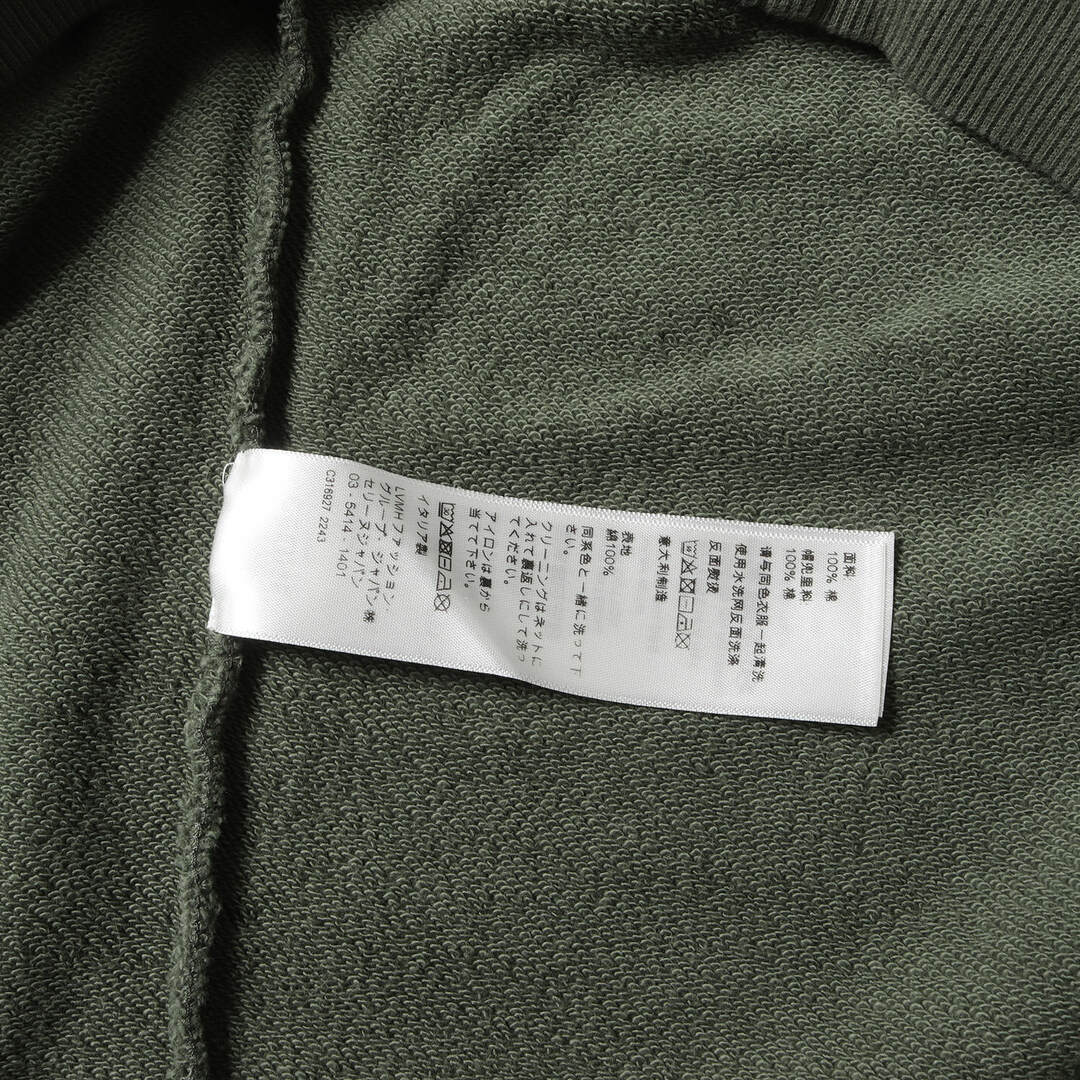 面料
100% 棉
帽兜里料
100% 棉
请与同色衣服一起清洗
使用水洗网反面洗涤
反面熨烫
意大利制造
表地
綿100%
同系色と一緒に洗って下
さい。
クリーニングはネットに
入れて裏返しにして洗っ
てください。
アイロンは裏から
当てて下さい。
イタリア製
LVMHファッション・
グループ・ジャパン㈱
セリーヌジャパン
03 - 5414 - 1401
C316927 2243